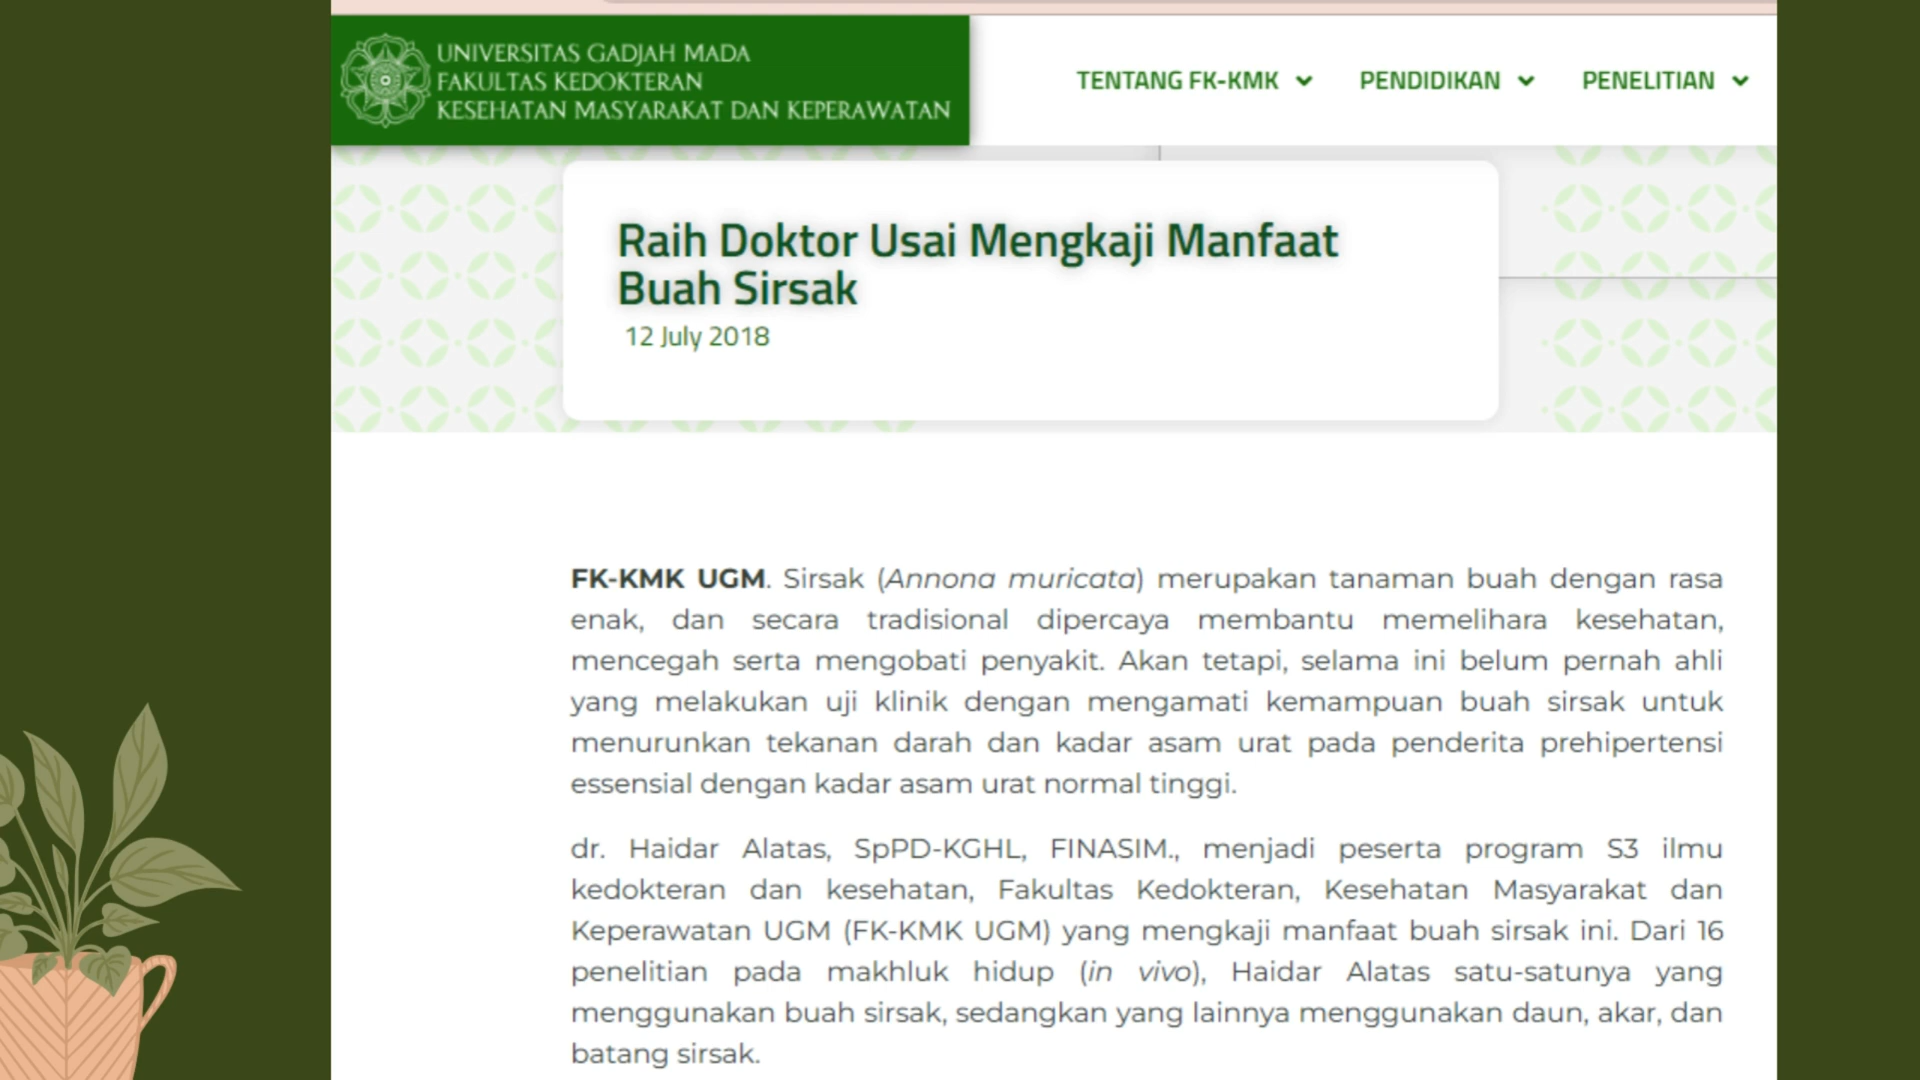 UNIVERSITAS GADJAH MADA
FAKULTAS KEDOKTERAN
KESEHATAN MASYARAKAT DAN KEPERAWATAN
TENTANG FK-KMK PENDIDIKAN PENELITIAN
Raih Doktor Usai Mengkaji Manfaat
Buah Sirsak
12 July 2018
FK-KMK UGM. Sirsak (Annona muricata) merupakan tanaman buah dengan rasa
enak, dan secara tradisional dipercaya membantu memelihara kesehatan,
mencegah serta mengobati penyakit. Akan tetapi, selama ini belum pernah ahli
yang melakukan uji klinik dengan mengamati kemampuan buah sirsak untuk
menurunkan tekanan darah dan kadar asam urat pada penderita prehipertensi
essensial dengan kadar asam urat normal tinggi.
dr. Haidar Alatas, SpPD-KGHL, FINASIM., menjadi peserta program S3 ilmu
kedokteran dan kesehatan, Fakultas Kedokteran, Kesehatan Masyarakat dan
Keperawatan UGM (FK-KMK UGM) yang mengkaji manfaat buah sirsak ini. Dari 16
penelitian pada makhluk hidup (in vivo), Haidar Alatas satu-satunya yang
menggunakan buah sirsak, sedangkan yang lainnya menggunakan daun, akar, dan
batang sirsak.